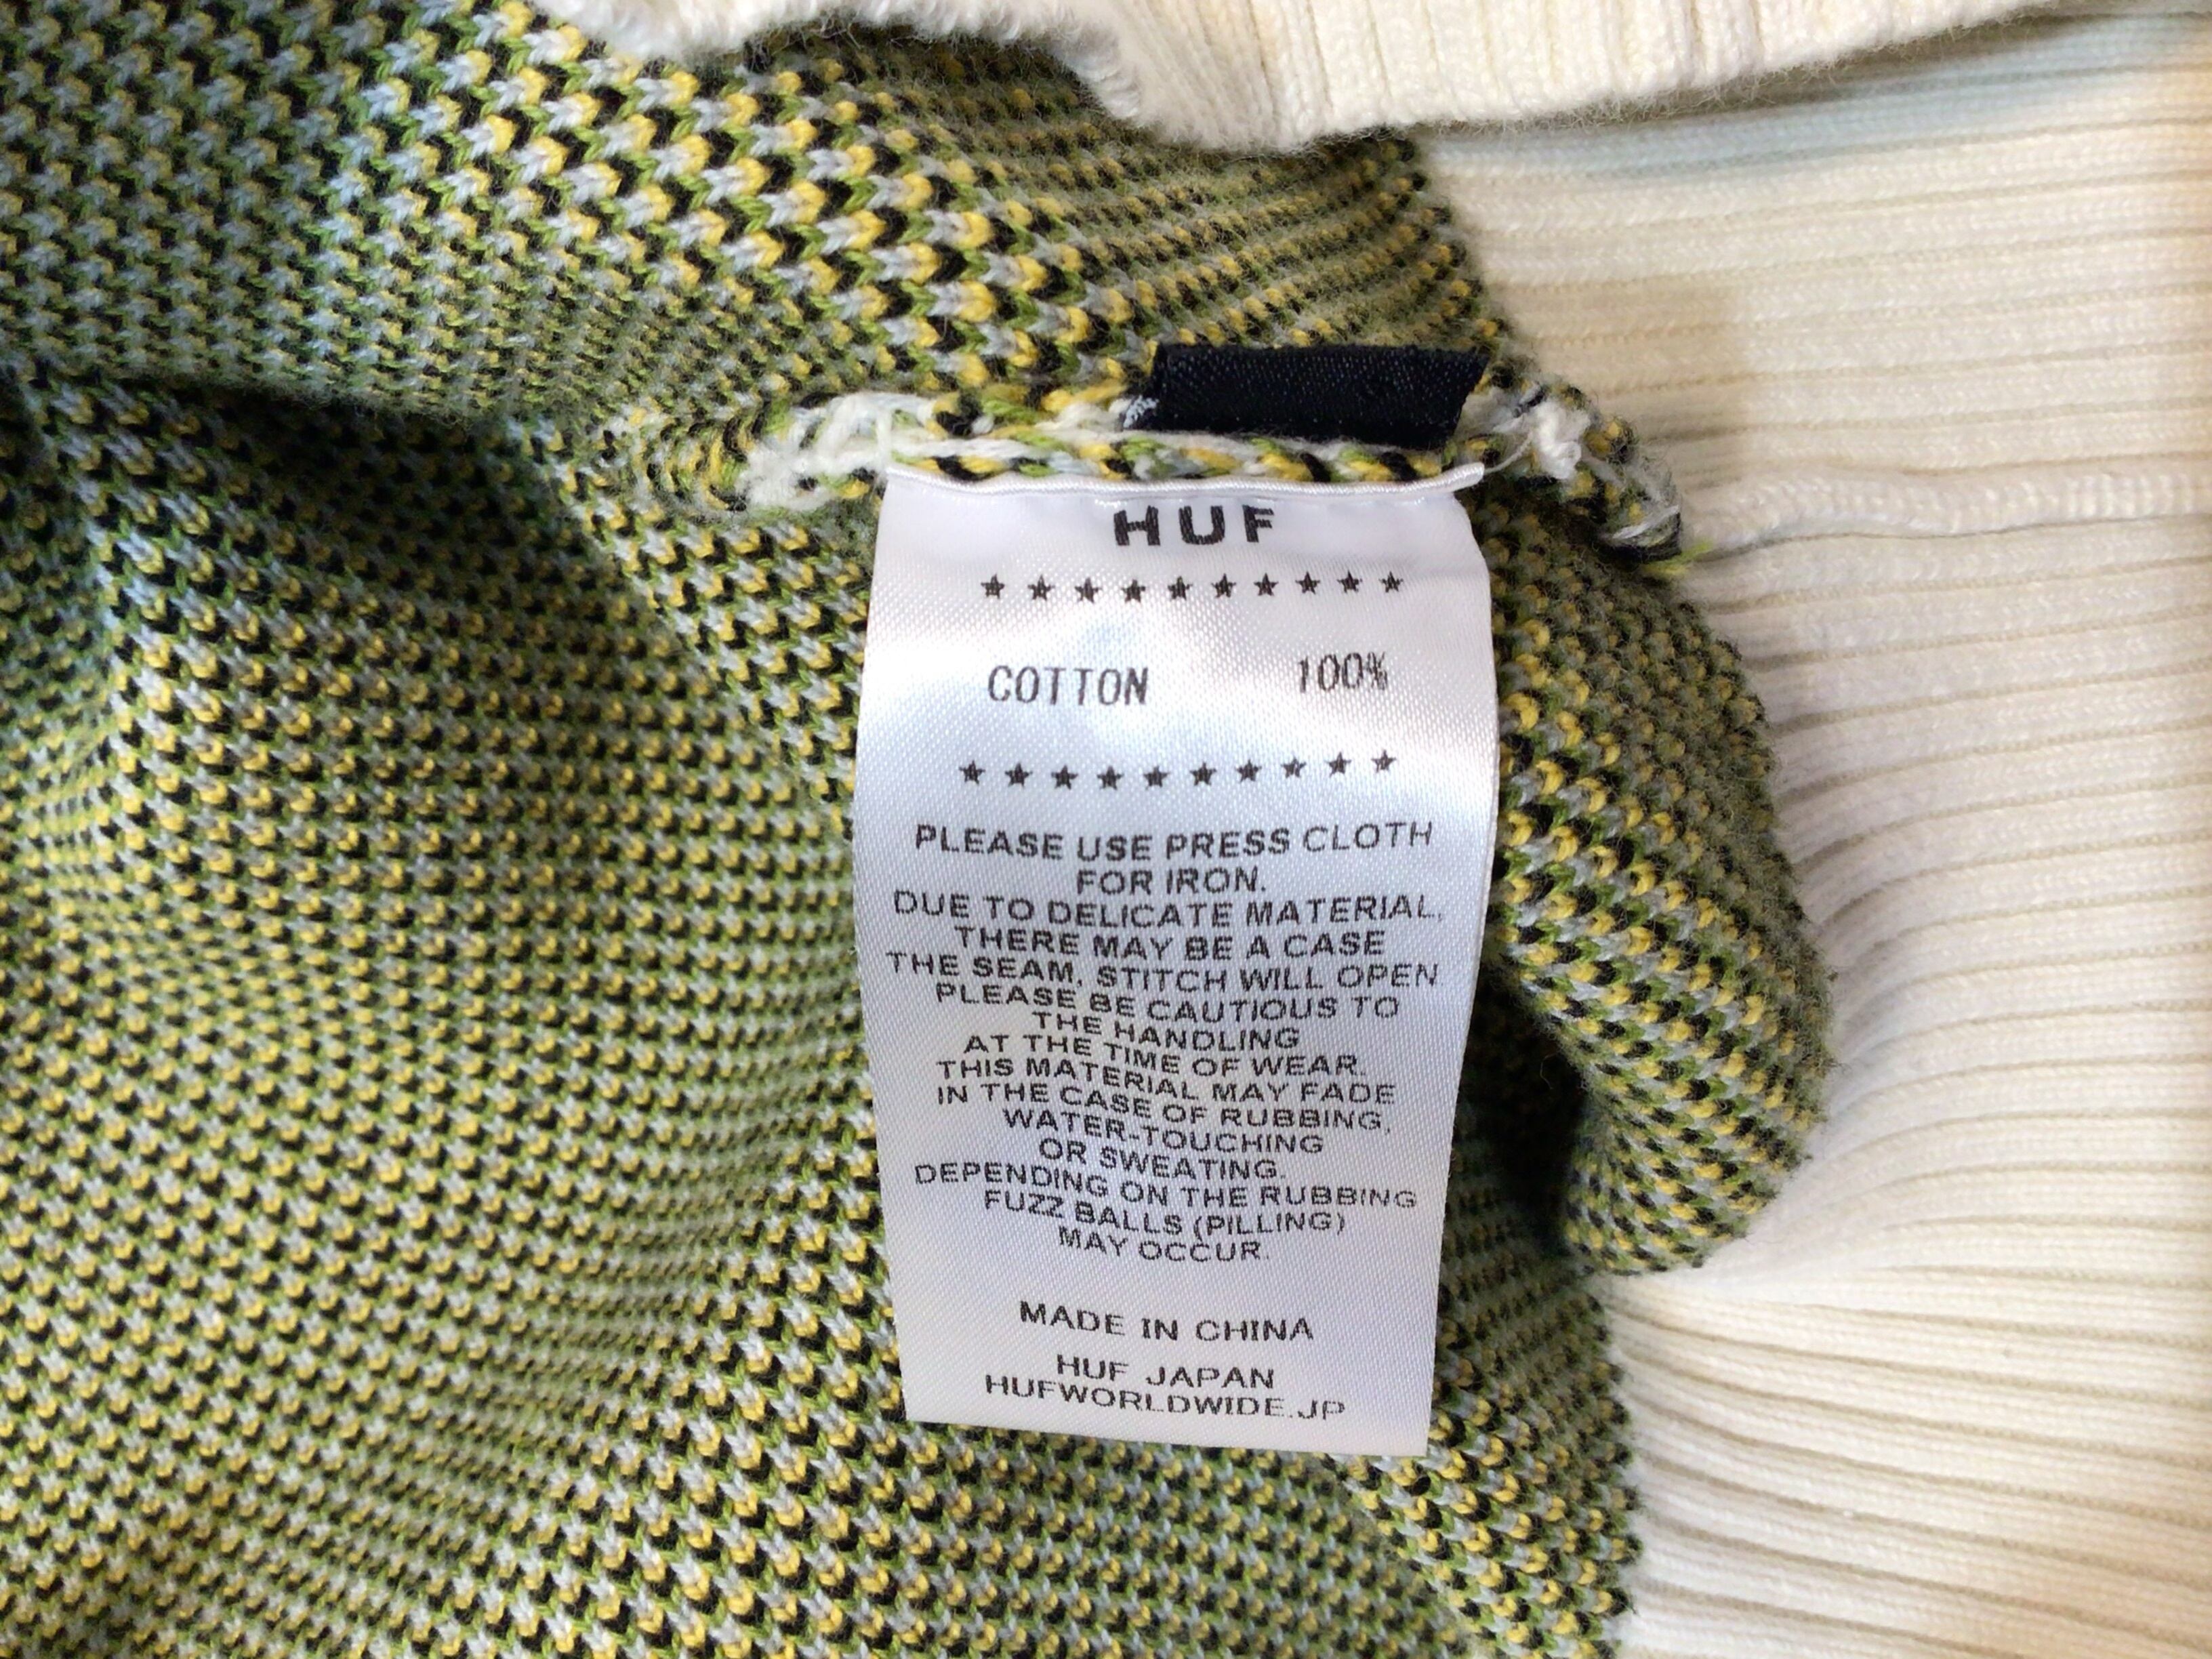 HUF
★★★★★★★★★★
COTTON 100%
★★★★★★★★★★
PLEASE USE PRESS CLOTH
FOR IRON.
DUE TO DELICATE MATERIAL,
THERE MAY BE A CASE
THE SEAM, STITCH WILL OPEN
PLEASE BE CAUTIOUS TO
THE HANDLING
AT THE TIME OF WEAR.
THIS MATERIAL MAY FADE
IN THE CASE OF RUBBING,
WATER-TOUCHING
OR SWEATING.
DEPENDING ON THE RUBBING
FUZZ BALLS (PILLING)
MAY OCCUR.
MADE IN CHINA
HUF JAPAN
HUFWORLDWIDE.JP